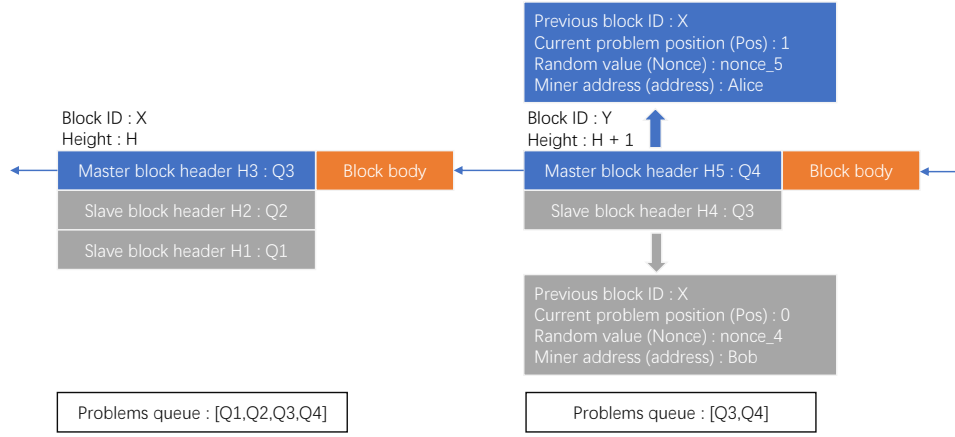 Previous block ID : X
Current problem position (Pos) : 1
Random value (Nonce) : nonce_5
Miner address (address) : Alice
Block ID : X
Height : H
Block ID : Y
Height : H + 1
Master block header H3 : Q3
Block body
Master block header H5 : Q4
Block body
Slave block header H2 : Q2
Slave block header H4 : Q3
Slave block header H1 : Q1
Previous block ID : X
Current problem position (Pos) : 0
Random value (Nonce) : nonce_4
Miner address (address) : Bob
Problems queue : [Q1,Q2,Q3,Q4]
Problems queue : [Q3,Q4]